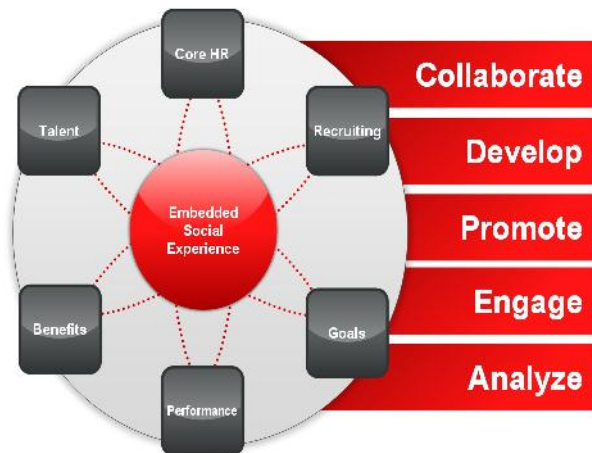 Core HR
Talent
Recruiting
Embedded
Social
Experience
Benefits
Goals
Performance
Collaborate
Develop
Promote
Engage
Analyze